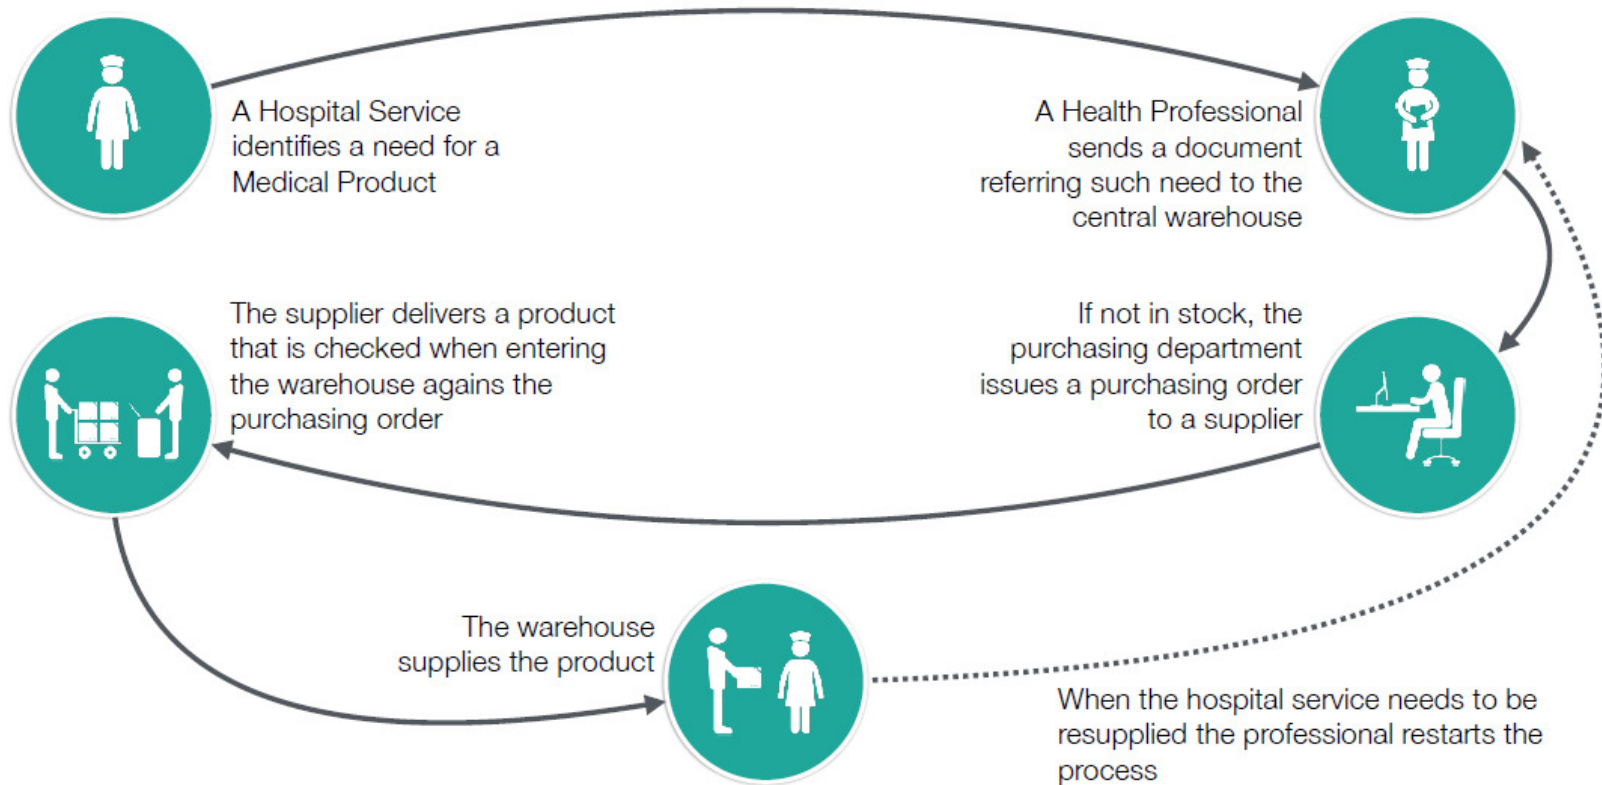 A Hospital Service
identifies a need for a
Medical Product
A Health Professional
sends a document
referring such need to the
central warehouse
If not in stock, the
purchasing department
issues a purchasing order
to a supplier
The supplier delivers a product
that is checked when entering
the warehouse agains the
purchasing order
The warehouse
supplies the product
When the hospital service needs to be
resupplied the professional restarts the
process